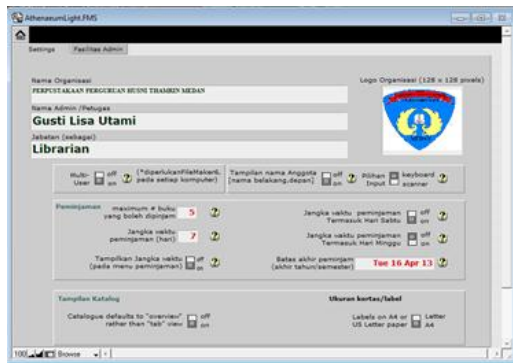 AthenaeumLight.FMS
Settings Fasilitas Admin
Nama Organisasi
Logo Organisasi (128 x 128 pixels)
PERPUSTAKAAN PERGURUAN HUSNI THAMRIN MEDAN
Nama Admin /Petugas
Gusti Lisa Utami
Jabatan (sebagai)
Librarian
Multi-User off on ? (*diperlukanFileMaker6. pada setiap komputer)
Tampilan nama Anggota [nama belakang,depan] off on ?
Pilihan Input keyboard scanner ?
Peminjaman
maximum # buku yang boleh dipinjam 5 ?
Jangka waktu peminjaman Termasuk Hari Sabtu off on ?
Jangka waktu peminjaman (hari) 7 ?
Jangka waktu peminjaman Termasuk Hari Minggu off on ?
Tampilkan Jangka waktu (pada menu peminjaman) off on ?
Batas akhir peminjam (akhir tahun/semester) Tue 16 Apr 13 ?
Tampilan Katalog
Ukuran kertas/label
Catalogue defaults to "overview" rather than "tab" view off on
Labels on A4 or US Letter paper Letter A4
100 Browse